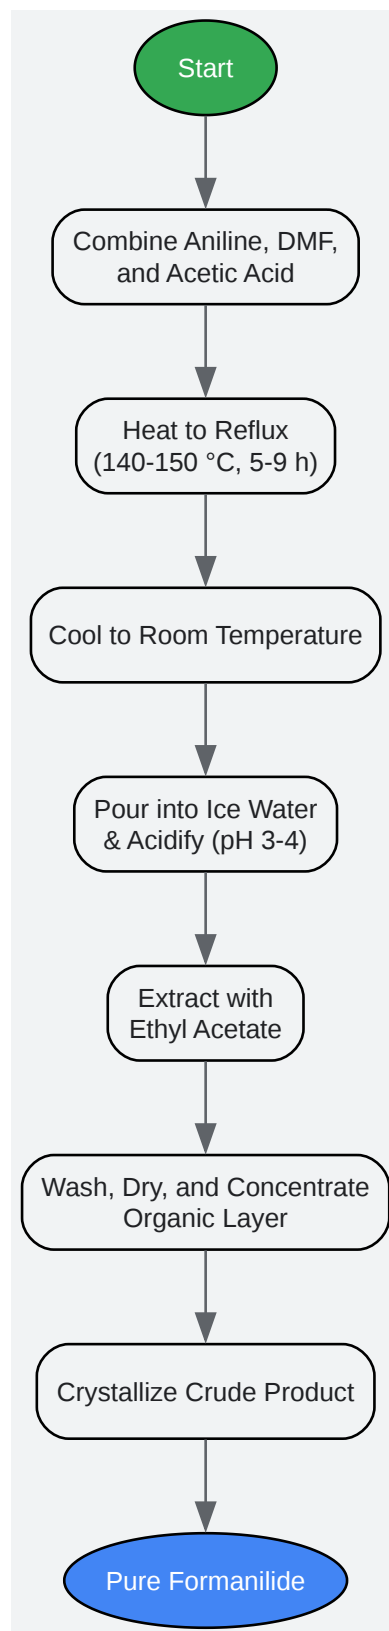 Start
Combine Aniline, DMF,
and Acetic Acid
Heat to Reflux
(140-150 °C, 5-9 h)
Cool to Room Temperature
Pour into Ice Water
& Acidify (pH 3-4)
Extract with
Ethyl Acetate
Wash, Dry, and Concentrate
Organic Layer
Crystallize Crude Product
Pure Formanilide